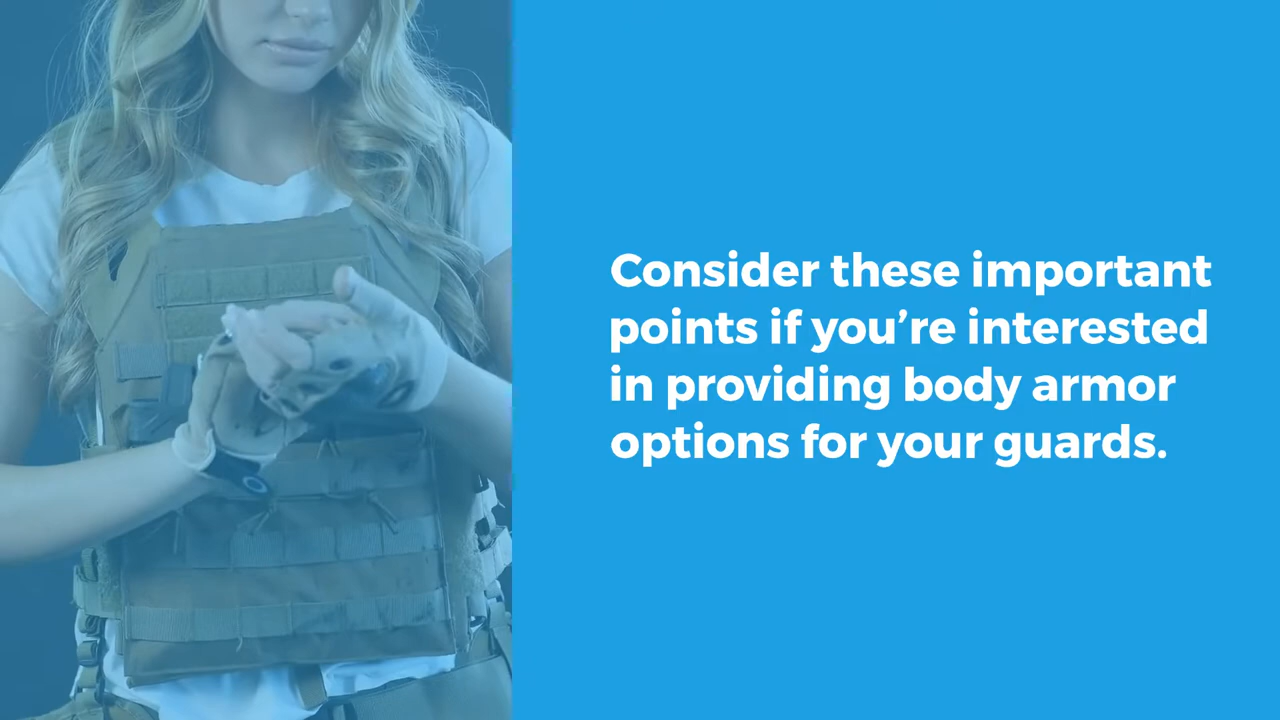 Consider these important
points if you’re interested
in providing body armor
options for your guards.